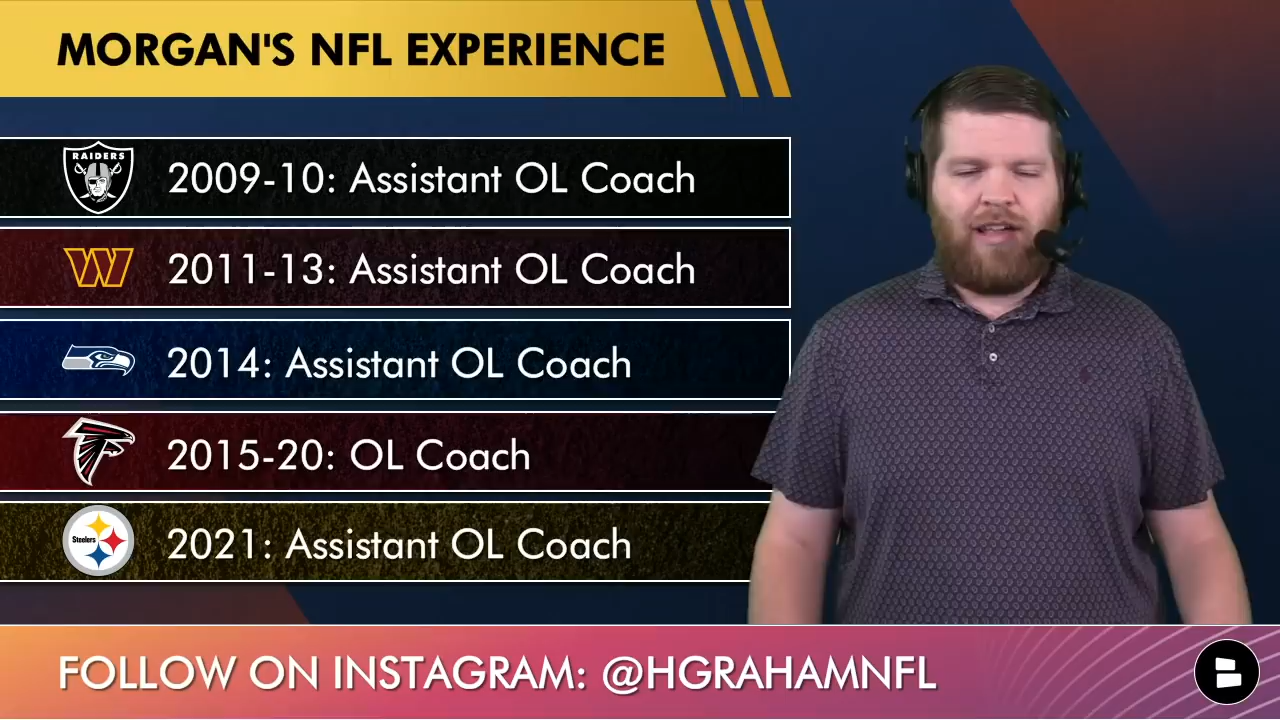 MORGAN'S NFL EXPERIENCE
RAIDERS
2009-10: Assistant OL Coach
W
2011-13: Assistant OL Coach
2014: Assistant OL Coach
2015-20: OL Coach
Steelers
2021: Assistant OL Coach
FOLLOW ON INSTAGRAM: @HGRAHAMNFL